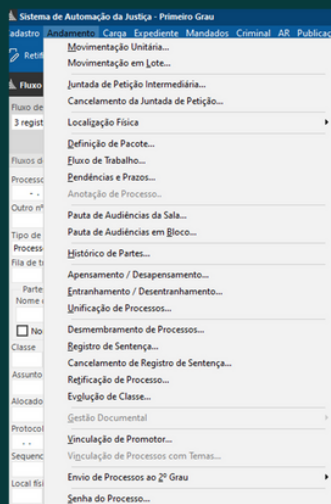 Sistema de Automação da Justiça - Primeiro Grau
adastro Andamento Carga Expediente Mandados Criminal AR Publicaç
Retifi
Movimentação Unitária...
Movimentação em Lote...
Fluxo
Juntada de Petição Intermediária...
Cancelamento da Juntada de Petição...
Fluxo de
3 regist
Localização Física
Definição de Pacote...
Fluxos d
Fluxo de Trabalho...
Processo
Pendências e Prazos...
- .
Anotação de Processo..
Outro nº
Pauta de Audiências da Sala...
Tipo de
Pauta de Audiências em Bloco...
Process
Fila de t
Histórico de Partes...
Apensamento / Desapensamento...
Parte
Entranhamento / Desentranhamento...
Nome
Unificação de Processos...
No
Desmembramento de Processos...
Classe
Registro de Sentença...
Cancelamento de Registro de Sentença...
Assunto
Retificação de Processo...
Evolução de Classe...
Alocado
Gestão Documental
Protocol
Vinculação de Promotor...
Sequenc
Vinculação de Processos com Temas...
Envio de Processos ao 2º Grau
Local fís
Senha do Processo...